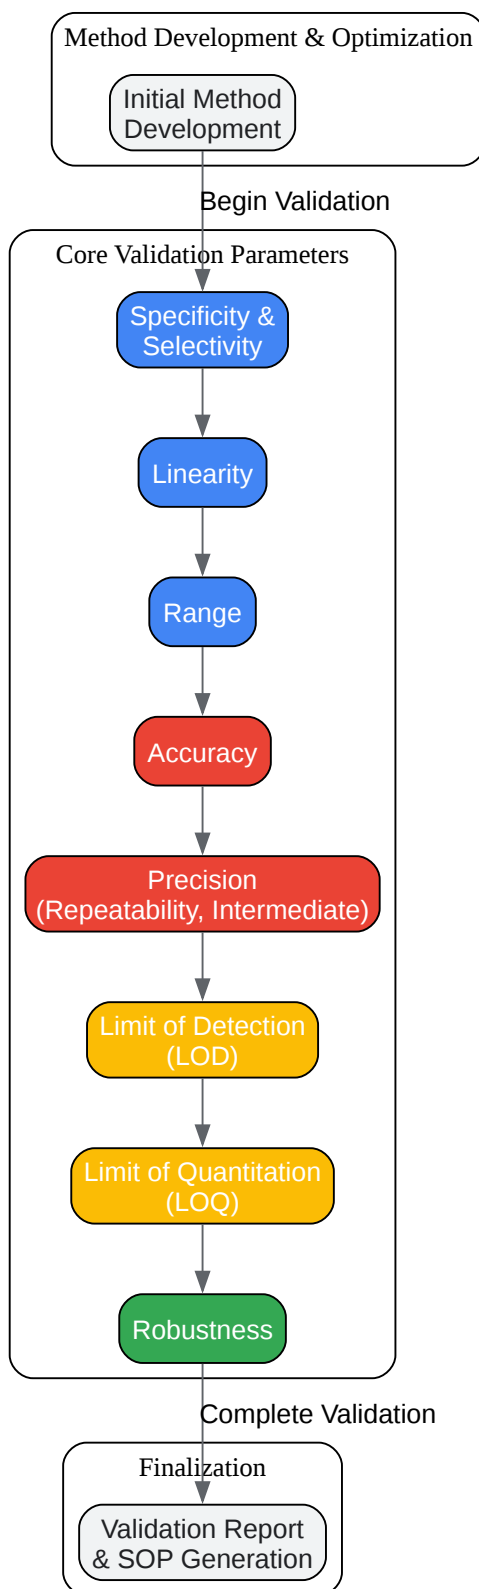 Method Development & Optimization
Initial Method
Development
Begin Validation
Core Validation Parameters
Specificity &
Selectivity
Linearity
Range
Accuracy
Precision
(Repeatability, Intermediate)
Limit of Detection
(LOD)
Limit of Quantitation
(LOQ)
Robustness
Complete Validation
Finalization
Validation Report
& SOP Generation